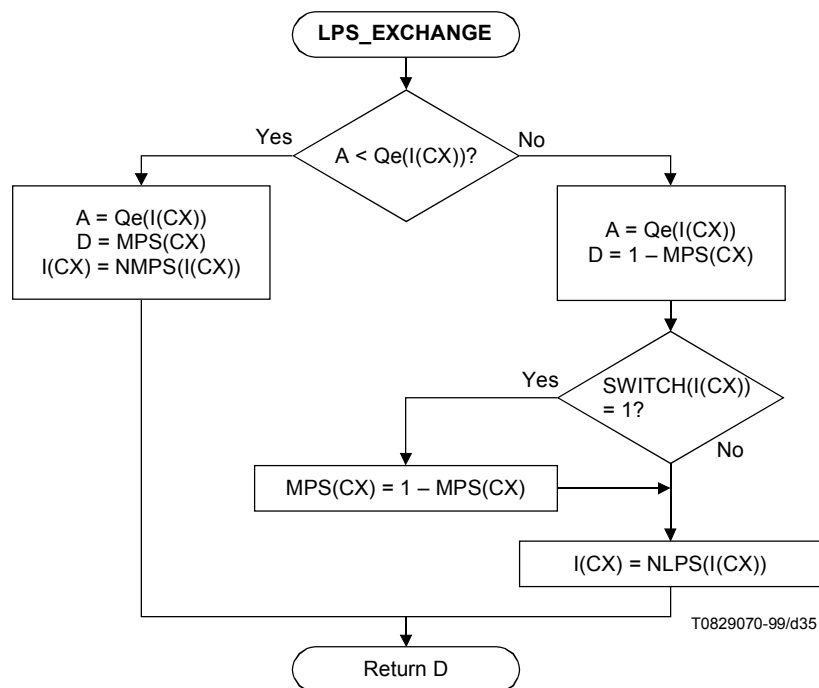 LPS_EXCHANGE
Yes
A < Qe(I(CX))?
No
A = Qe(I(CX))
D = MPS(CX)
I(CX) = NMPS(I(CX))
A = Qe(I(CX))
D = 1 – MPS(CX)
Yes
SWITCH(I(CX))
= 1?
No
MPS(CX) = 1 – MPS(CX)
I(CX) = NLPS(I(CX))
T0829070-99/d35
Return D